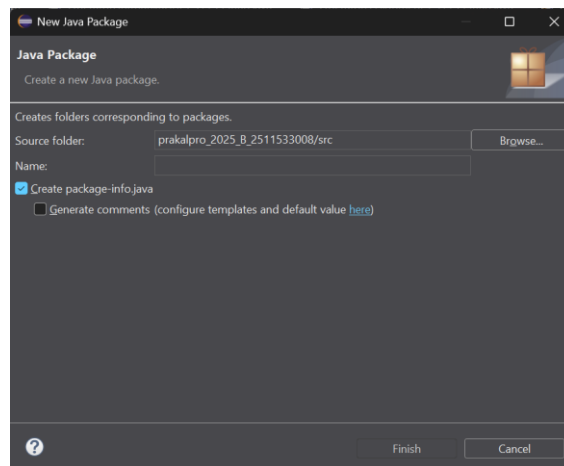 New Java Package
Java Package
Create a new Java package.
Creates folders corresponding to packages.
Source folder: prakalpro_2025_B_2511533008/src Browse...
Name:
Create package-info.java
Generate comments (configure templates and default value here)
? Finish Cancel